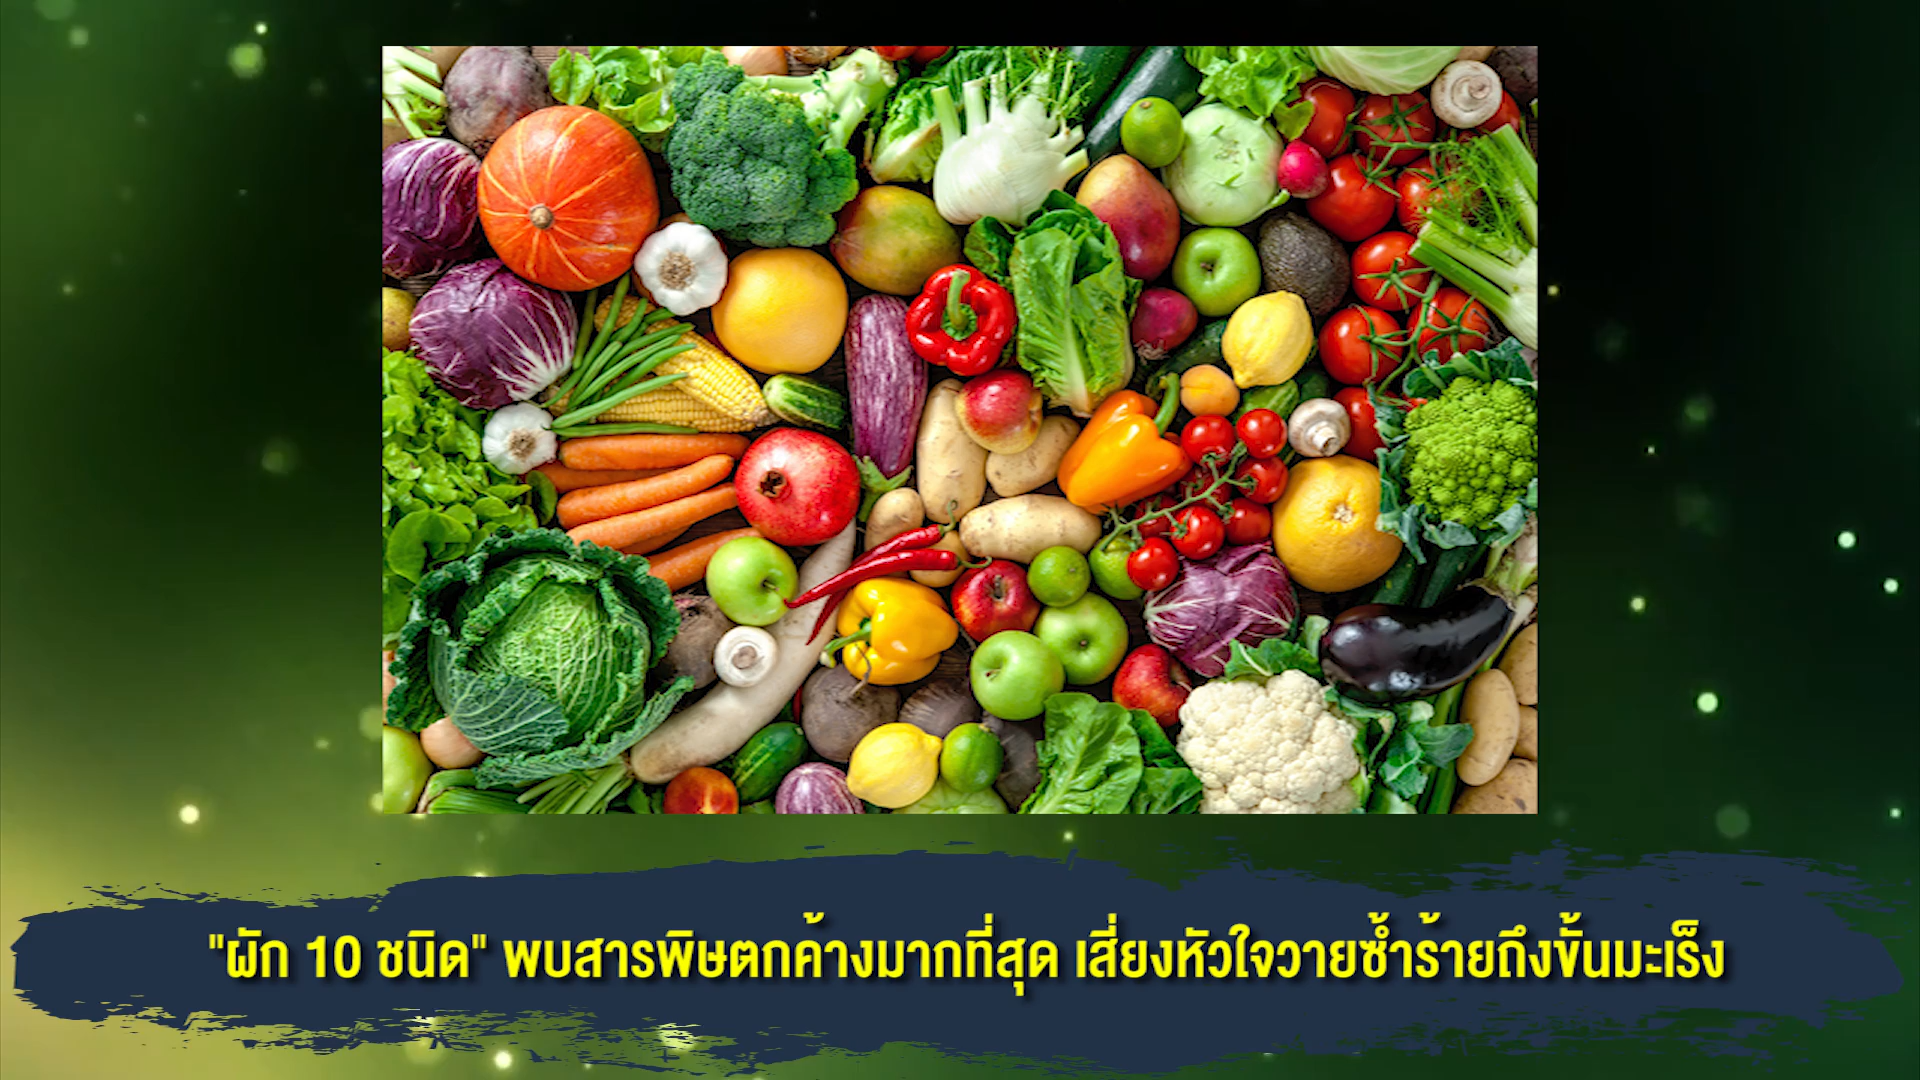 "ผัก 10 ชนิด" พบสารพิษตกค้างมากที่สุด เสี่ยงหัวใจวายซ้ำร้ายถึงขั้นมะเร็ง